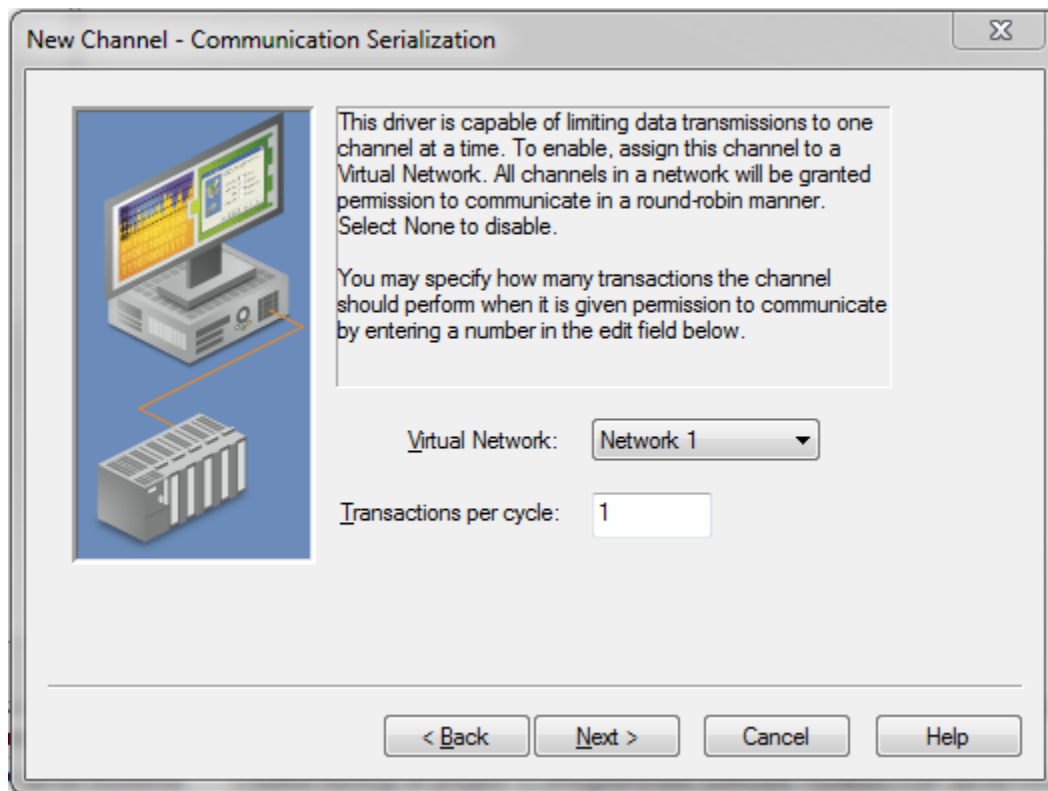 New Channel - Communication Serialization
This driver is capable of limiting data transmissions to one
channel at a time. To enable, assign this channel to a
Virtual Network. All channels in a network will be granted
permission to communicate in a round-robin manner.
Select None to disable.
You may specify how many transactions the channel
should perform when it is given permission to communicate
by entering a number in the edit field below.
Virtual Network: Network 1
Transactions per cycle: 1
< Back Next > Cancel Help